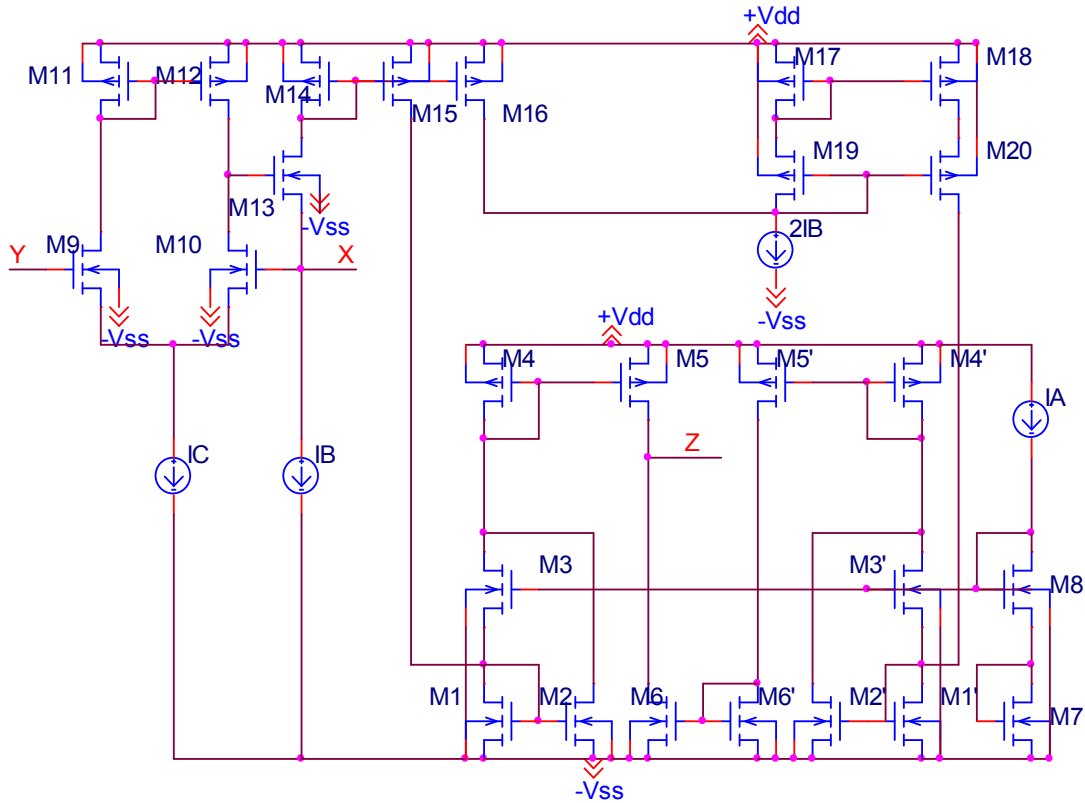 +Vdd
M11
M12
M14
M15
M16
M17
M18
M19
M20
M13
-Vss
Y
M9
M10
X
2IB
-Vss
-Vss
-Vss
+Vdd
M4
M5
M5'
M4'
IA
Z
IC
IB
M3
M3'
M8
M1
M2
M6
M6'
M2'
M1'
M7
-Vss